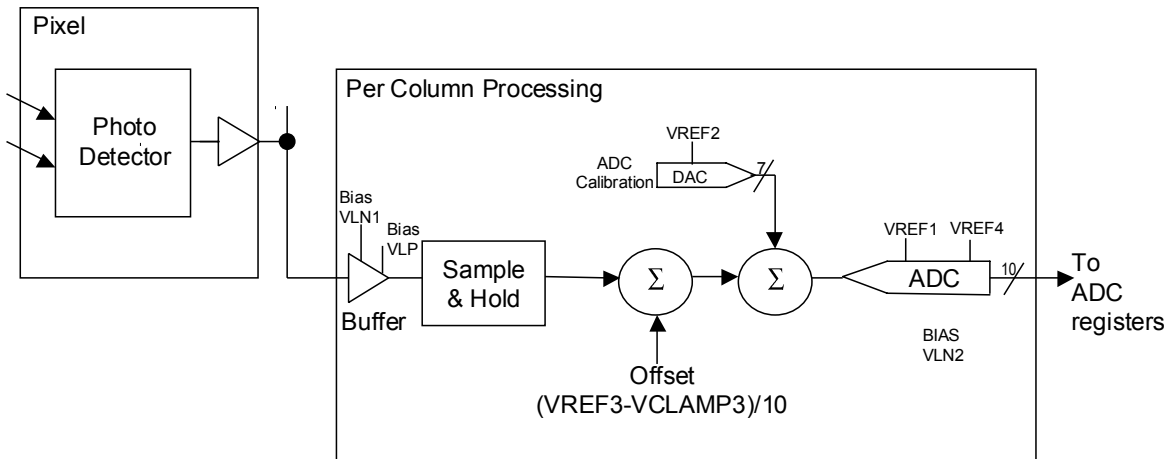 Pixel
Photo
Detector
Per Column Processing
VREF2
ADC
Calibration
DAC
7
Bias
VLN1
Bias
VLP
Buffer
Sample
& Hold
Σ
Σ
VREF1
VREF4
ADC
10
To
ADC
registers
BIAS
VLN2
Offset
(VREF3-VCLAMP3)/10